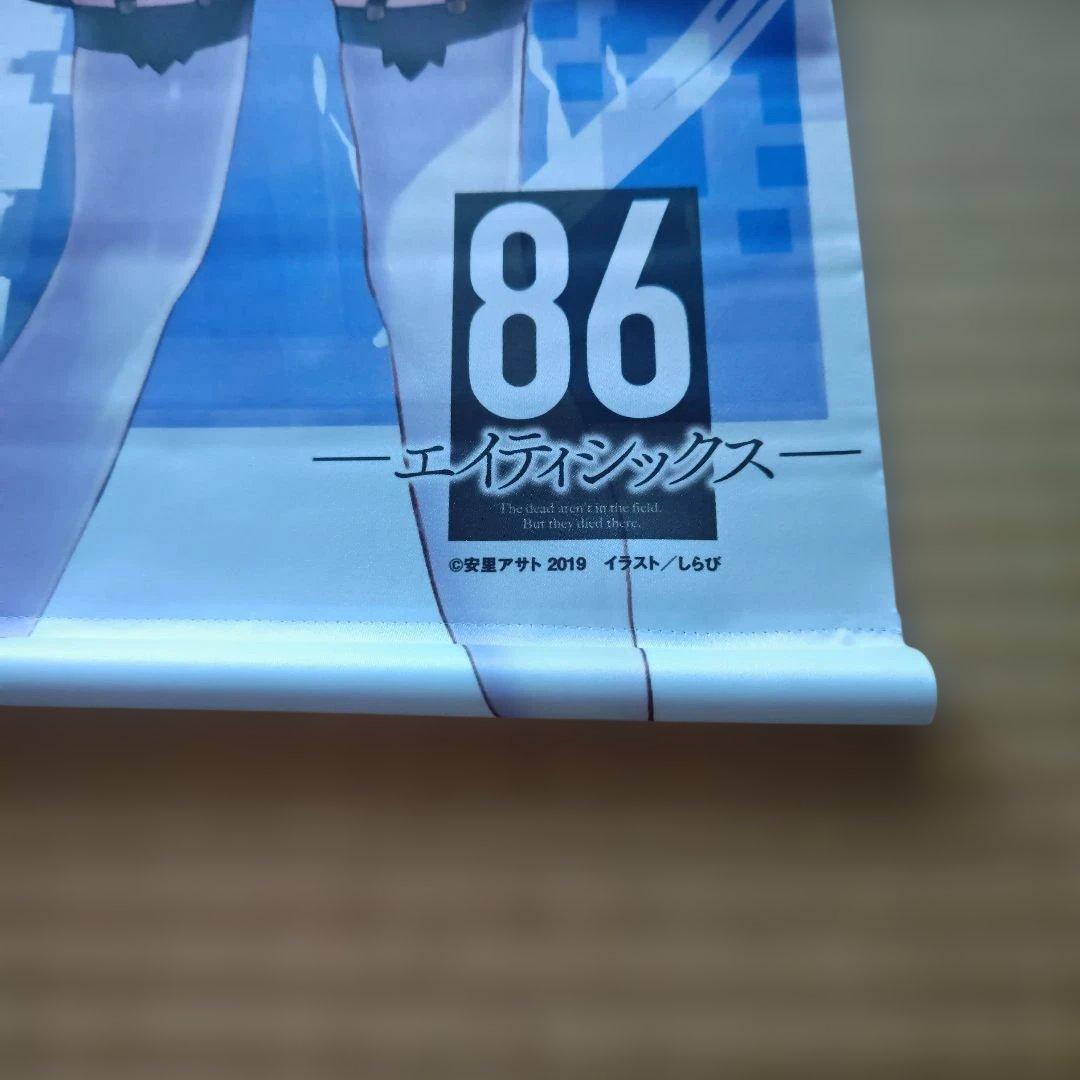 86
―エイティシックス―
The dead aren't in the field.
But they died there.
©安里アサト 2019　イラスト／しらび